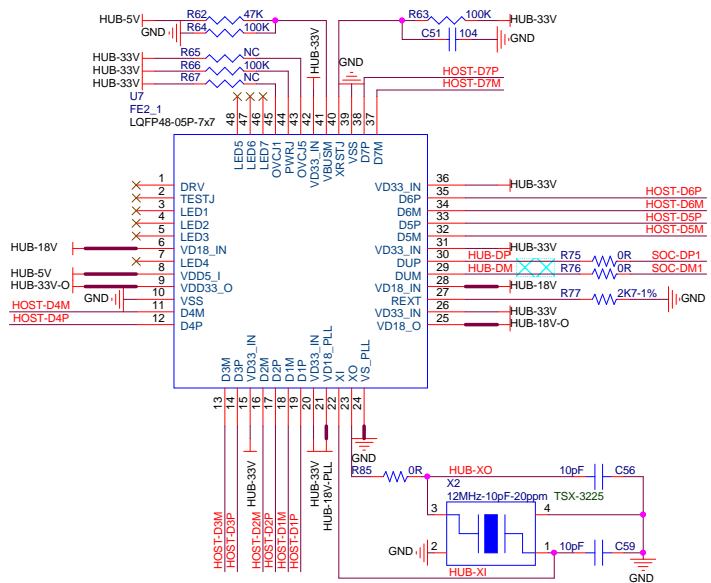 HUB-5V R62 47K
GND R64 100K
R63 100K HUB-33V
C51 104 GND
HUB-33V R65 NC
HUB-33V R66 100K
HUB-33V R67 NC
HUB-33V
GND
HOST-D7P
HOST-D7M
U7
FE2_1
LQFP48-05P-7x7
48 47 46 45 44 43 42 41 40 39 38 37
LED5 LED6 LED7 OVCJ1 PWRJ OVCJ5 VD33_IN VBUSM XRSTJ VSS D7P D7M
1 DRV
2 TESTJ
3 LED1
4 LED2
5 LED3
HUB-18V 6 VD18_IN
7 LED4
HUB-5V 8 VDD5_I
HUB-33V-O 9 VDD33_O
GND 10 VSS
HOST-D4M 11 D4M
HOST-D4P 12 D4P
VD33_IN 36 HUB-33V
D6P 35 HOST-D6P
D6M 34 HOST-D6M
D5P 33 HOST-D5P
D5M 32 HOST-D5M
VD33_IN 31 HUB-33V
DUP 30 HUB-DP R75 0R SOC-DP1
DUM 29 HUB-DM R76 0R SOC-DM1
VD18_IN 28 HUB-18V
REXT 27 R77 2K7-1% GND
VD33_IN 26 HUB-33V
VD18_O 25 HUB-18V-O
D3M D3P VD33_IN D2M D2P D1M D1P VD33_IN VD18_PLL XI XO VS_PLL
13 14 15 16 17 18 19 20 21 22 23 24
HOST-D3M
HOST-D3P
HUB-33V
HOST-D2M
HOST-D2P
HOST-D1M
HOST-D1P
HUB-33V
HUB-18V-PLL
GND
R85 0R HUB-XO 10pF C56
X2
12MHz-10pF-20ppm TSX-3225
3 4
GND 2 1 10pF C59
HUB-XI GND